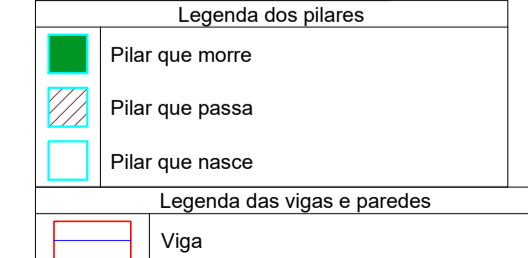 Legenda dos pilares
Pilar que morre
Pilar que passa
Pilar que nasce
Legenda das vigas e paredes
Viga